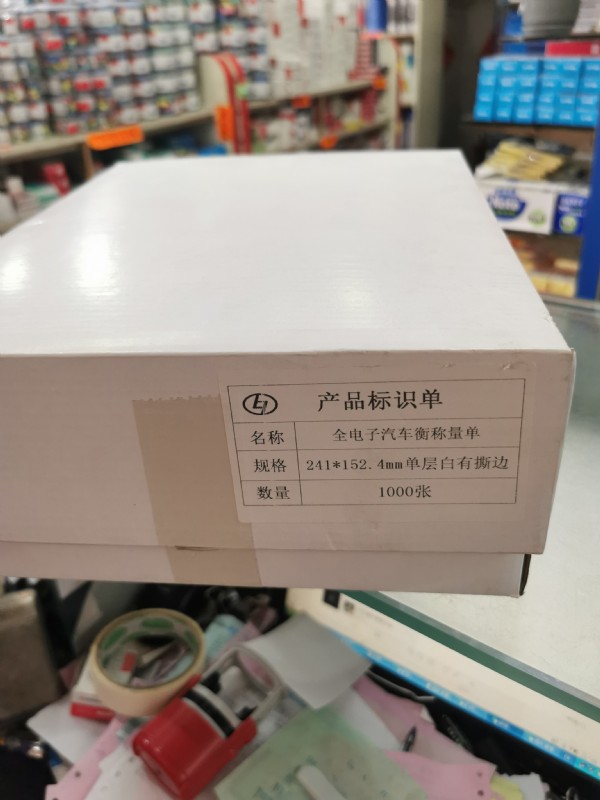 产品标识单
名称 全电子汽车衡称量单
规格 241*152.4mm单层白有撕边
数量 1000张